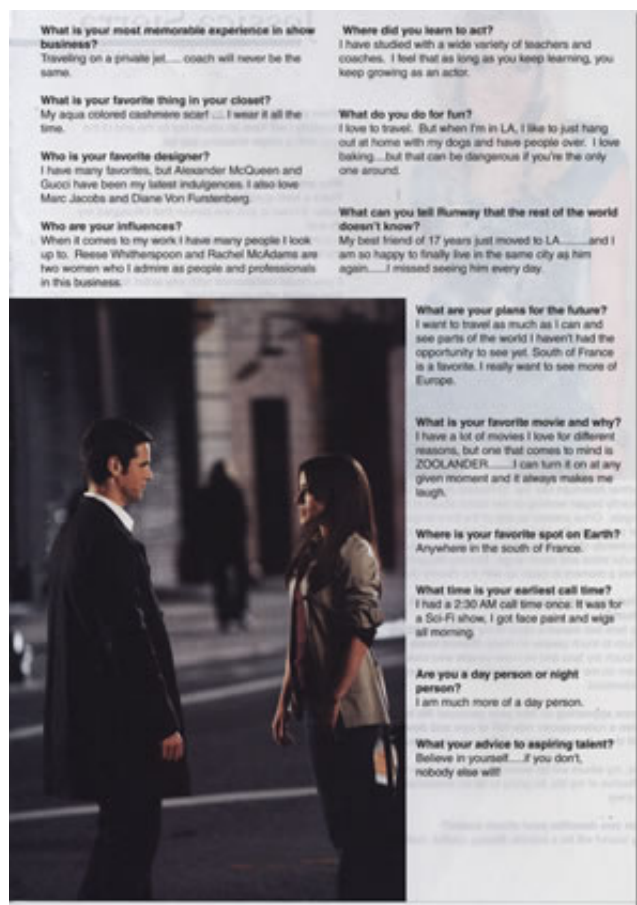 What is your most memorable experience in show
business?
Traveling on a private jet..... coach will never be the
same.
What is your favorite thing in your closet?
My aqua colored cashmere scarf .... I wear it all the
time.
Who is your favorite designer?
I have many favorites, but Alexander McQueen and
Gucci have been my latest indulgences. I also love
Marc Jacobs and Diane Von Furstenberg.
Who are your influences?
When it comes to my work I have many people I look
up to. Reese Whitherspoon and Rachel McAdams are
two women who I admire as people and professionals
in this business.
Where did you learn to act?
I have studied with a wide variety of teachers and
coaches. I feel that as long as you keep learning, you
keep growing as an actor.
What do you do for fun?
I love to travel. But when I'm in LA, I like to just hang
out at home with my dogs and have people over. I love
baking....but that can be dangerous if you're the only
one around.
What can you tell Runway that the rest of the world
doesn't know?
My best friend of 17 years just moved to LA.........and I
am so happy to finally live in the same city as him
again......I missed seeing him every day.
What are your plans for the future?
I want to travel as much as I can and
see parts of the world I haven't had the
opportunity to see yet. South of France
is a favorite. I really want to see more of
Europe.
What is your favorite movie and why?
I have a lot of movies I love for different
reasons, but one that comes to mind is
ZOOLANDER........I can turn it on at any
given moment and it always makes me
laugh.
Where is your favorite spot on Earth?
Anywhere in the south of France.
What time is your earliest call time?
I had a 2:30 AM call time once. It was for
a Sci-Fi show, I got face paint and wigs
all morning.
Are you a day person or night
person?
I am much more of a day person.
What your advice to aspiring talent?
Believe in yourself.....if you don't,
nobody else will!